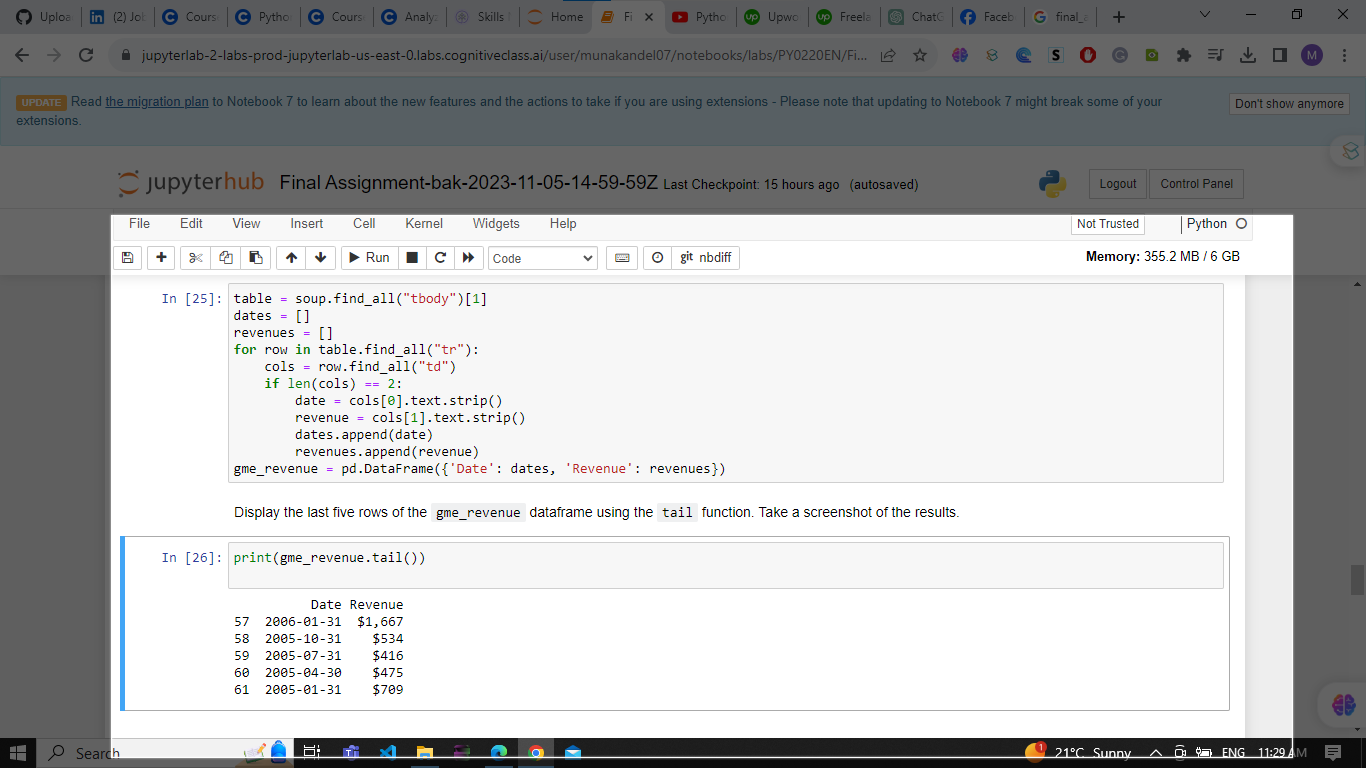 Upload
(2) Jo
Cours
Pytho
Cours
Analy
Skills
Home
Fi
Pytho
Upwo
Freela
ChatG
Faceb
final_a
jupyterlab-2-labs-prod-jupyterlab-us-east-0.labs.cognitiveclass.ai/user/munakandel07/notebooks/labs/PY0220EN/Fi...
S
M
UPDATE Read the migration plan to Notebook 7 to learn about the new features and the actions to take if you are using extensions - Please note that updating to Notebook 7 might break some of your
extensions.
Don't show anymore
jupyterhub Final Assignment-bak-2023-11-05-14-59-59Z Last Checkpoint: 15 hours ago (autosaved)
Logout Control Panel
File Edit View Insert Cell Kernel Widgets Help
Not Trusted Python
Run Code git nbdiff
Memory: 355.2 MB / 6 GB
In [25]: table = soup.find_all("tbody")[1]
dates = []
revenues = []
for row in table.find_all("tr"):
    cols = row.find_all("td")
    if len(cols) == 2:
        date = cols[0].text.strip()
        revenue = cols[1].text.strip()
        dates.append(date)
        revenues.append(revenue)
gme_revenue = pd.DataFrame({'Date': dates, 'Revenue': revenues})
Display the last five rows of the gme_revenue dataframe using the tail function. Take a screenshot of the results.
In [26]: print(gme_revenue.tail())
Date Revenue
57 2006-01-31 $1,667
58 2005-10-31 $534
59 2005-07-31 $416
60 2005-04-30 $475
61 2005-01-31 $709
Search
1
21°C Sunny
ENG
11:29 AM